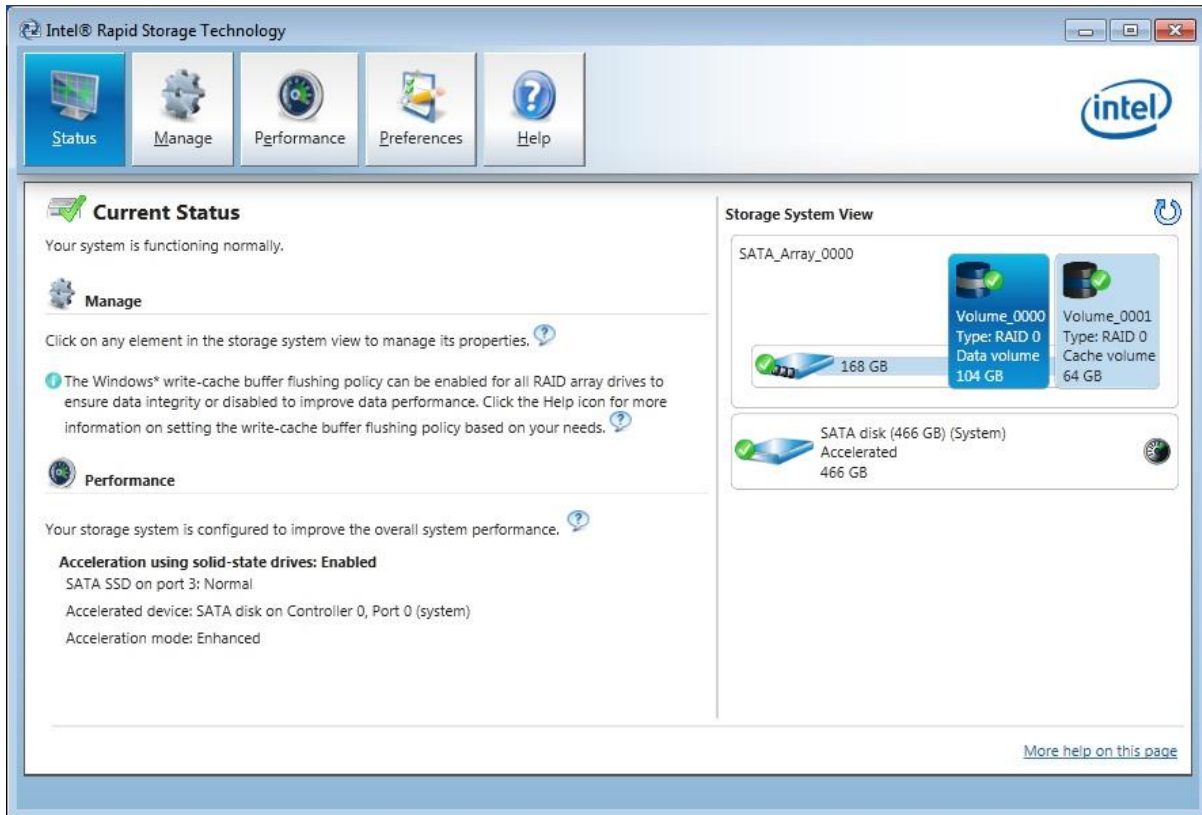 Intel® Rapid Storage Technology
Status
Manage
Performance
Preferences
Help
intel
Current Status
Your system is functioning normally.
Manage
Click on any element in the storage system view to manage its properties.
The Windows* write-cache buffer flushing policy can be enabled for all RAID array drives to
ensure data integrity or disabled to improve data performance. Click the Help icon for more
information on setting the write-cache buffer flushing policy based on your needs.
Performance
Your storage system is configured to improve the overall system performance.
Acceleration using solid-state drives: Enabled
SATA SSD on port 3: Normal
Accelerated device: SATA disk on Controller 0, Port 0 (system)
Acceleration mode: Enhanced
Storage System View
SATA_Array_0000
168 GB
Volume_0000
Type: RAID 0
Data volume
104 GB
Volume_0001
Type: RAID 0
Cache volume
64 GB
SATA disk (466 GB) (System)
Accelerated
466 GB
More help on this page